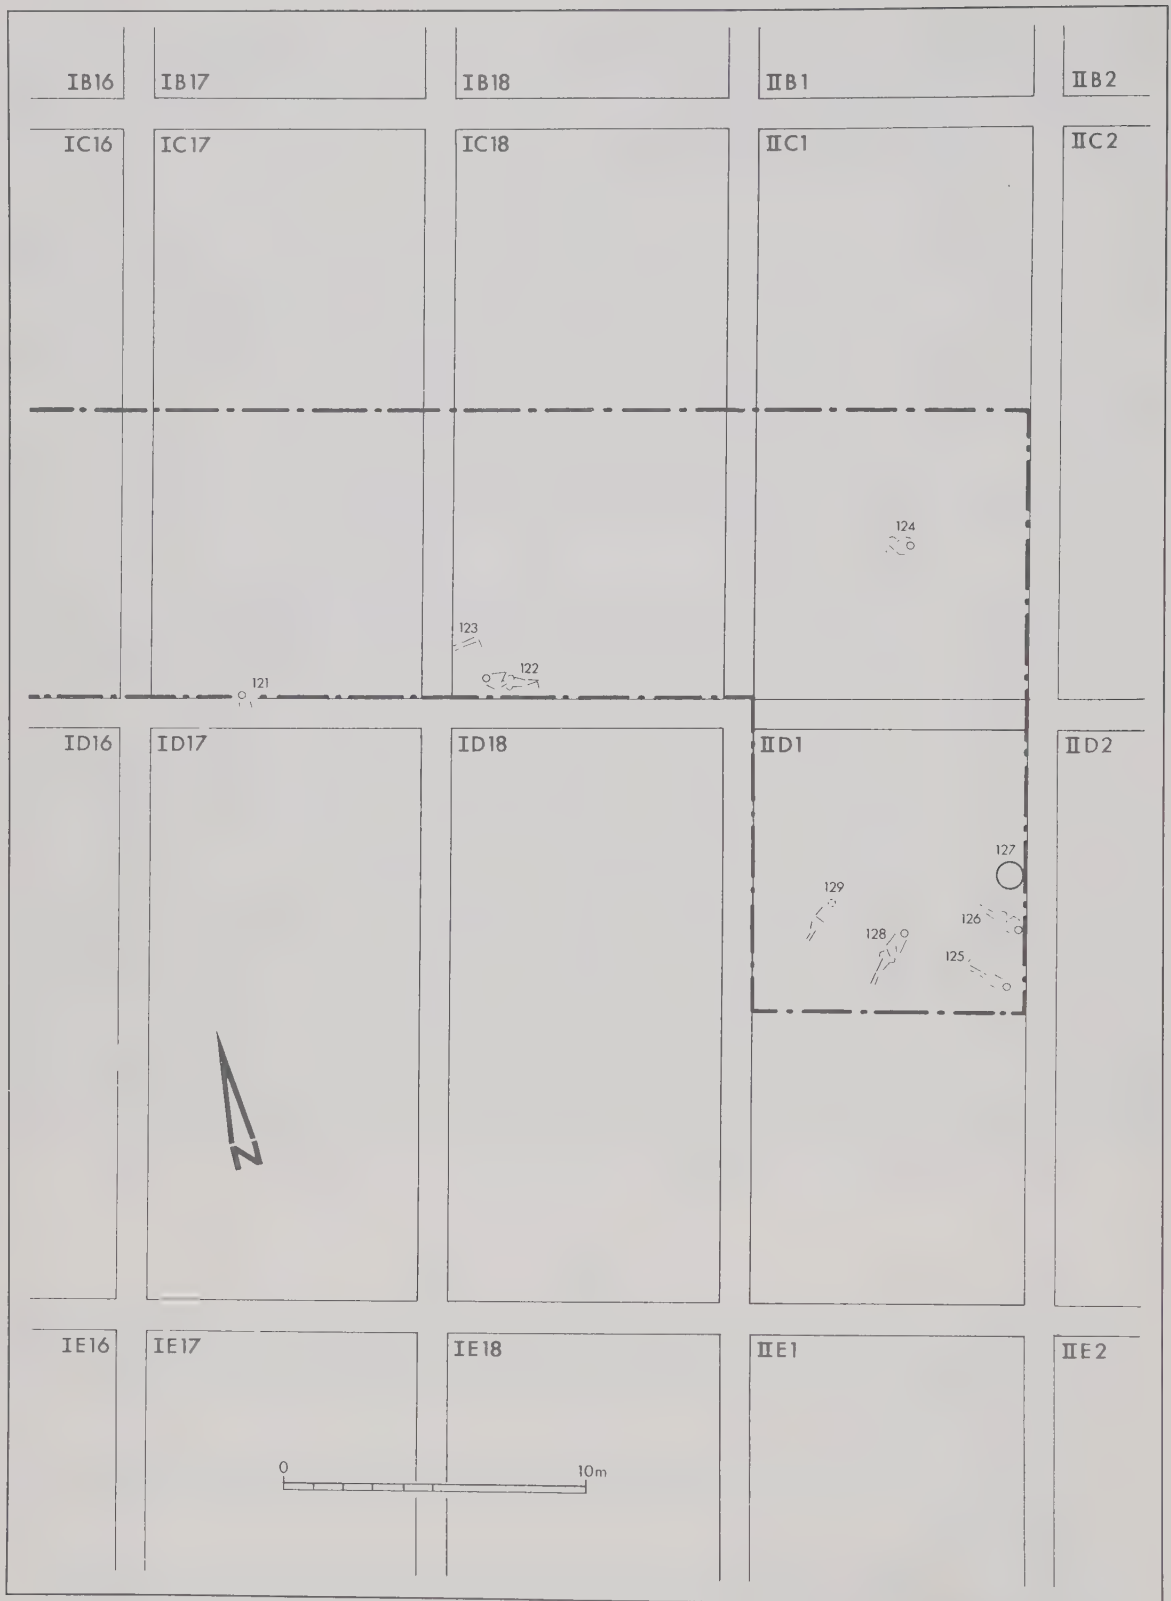 IB16 IB17 IB18 IIB1 IIB2
IC16 IC17 IC18 IIC1 IIC2
124
123
122
121
ID16 ID17 ID18 IID1 IID2
127
129
126
128
125
N
IE16 IE17 IE18 IIE1 IIE2
0 10m